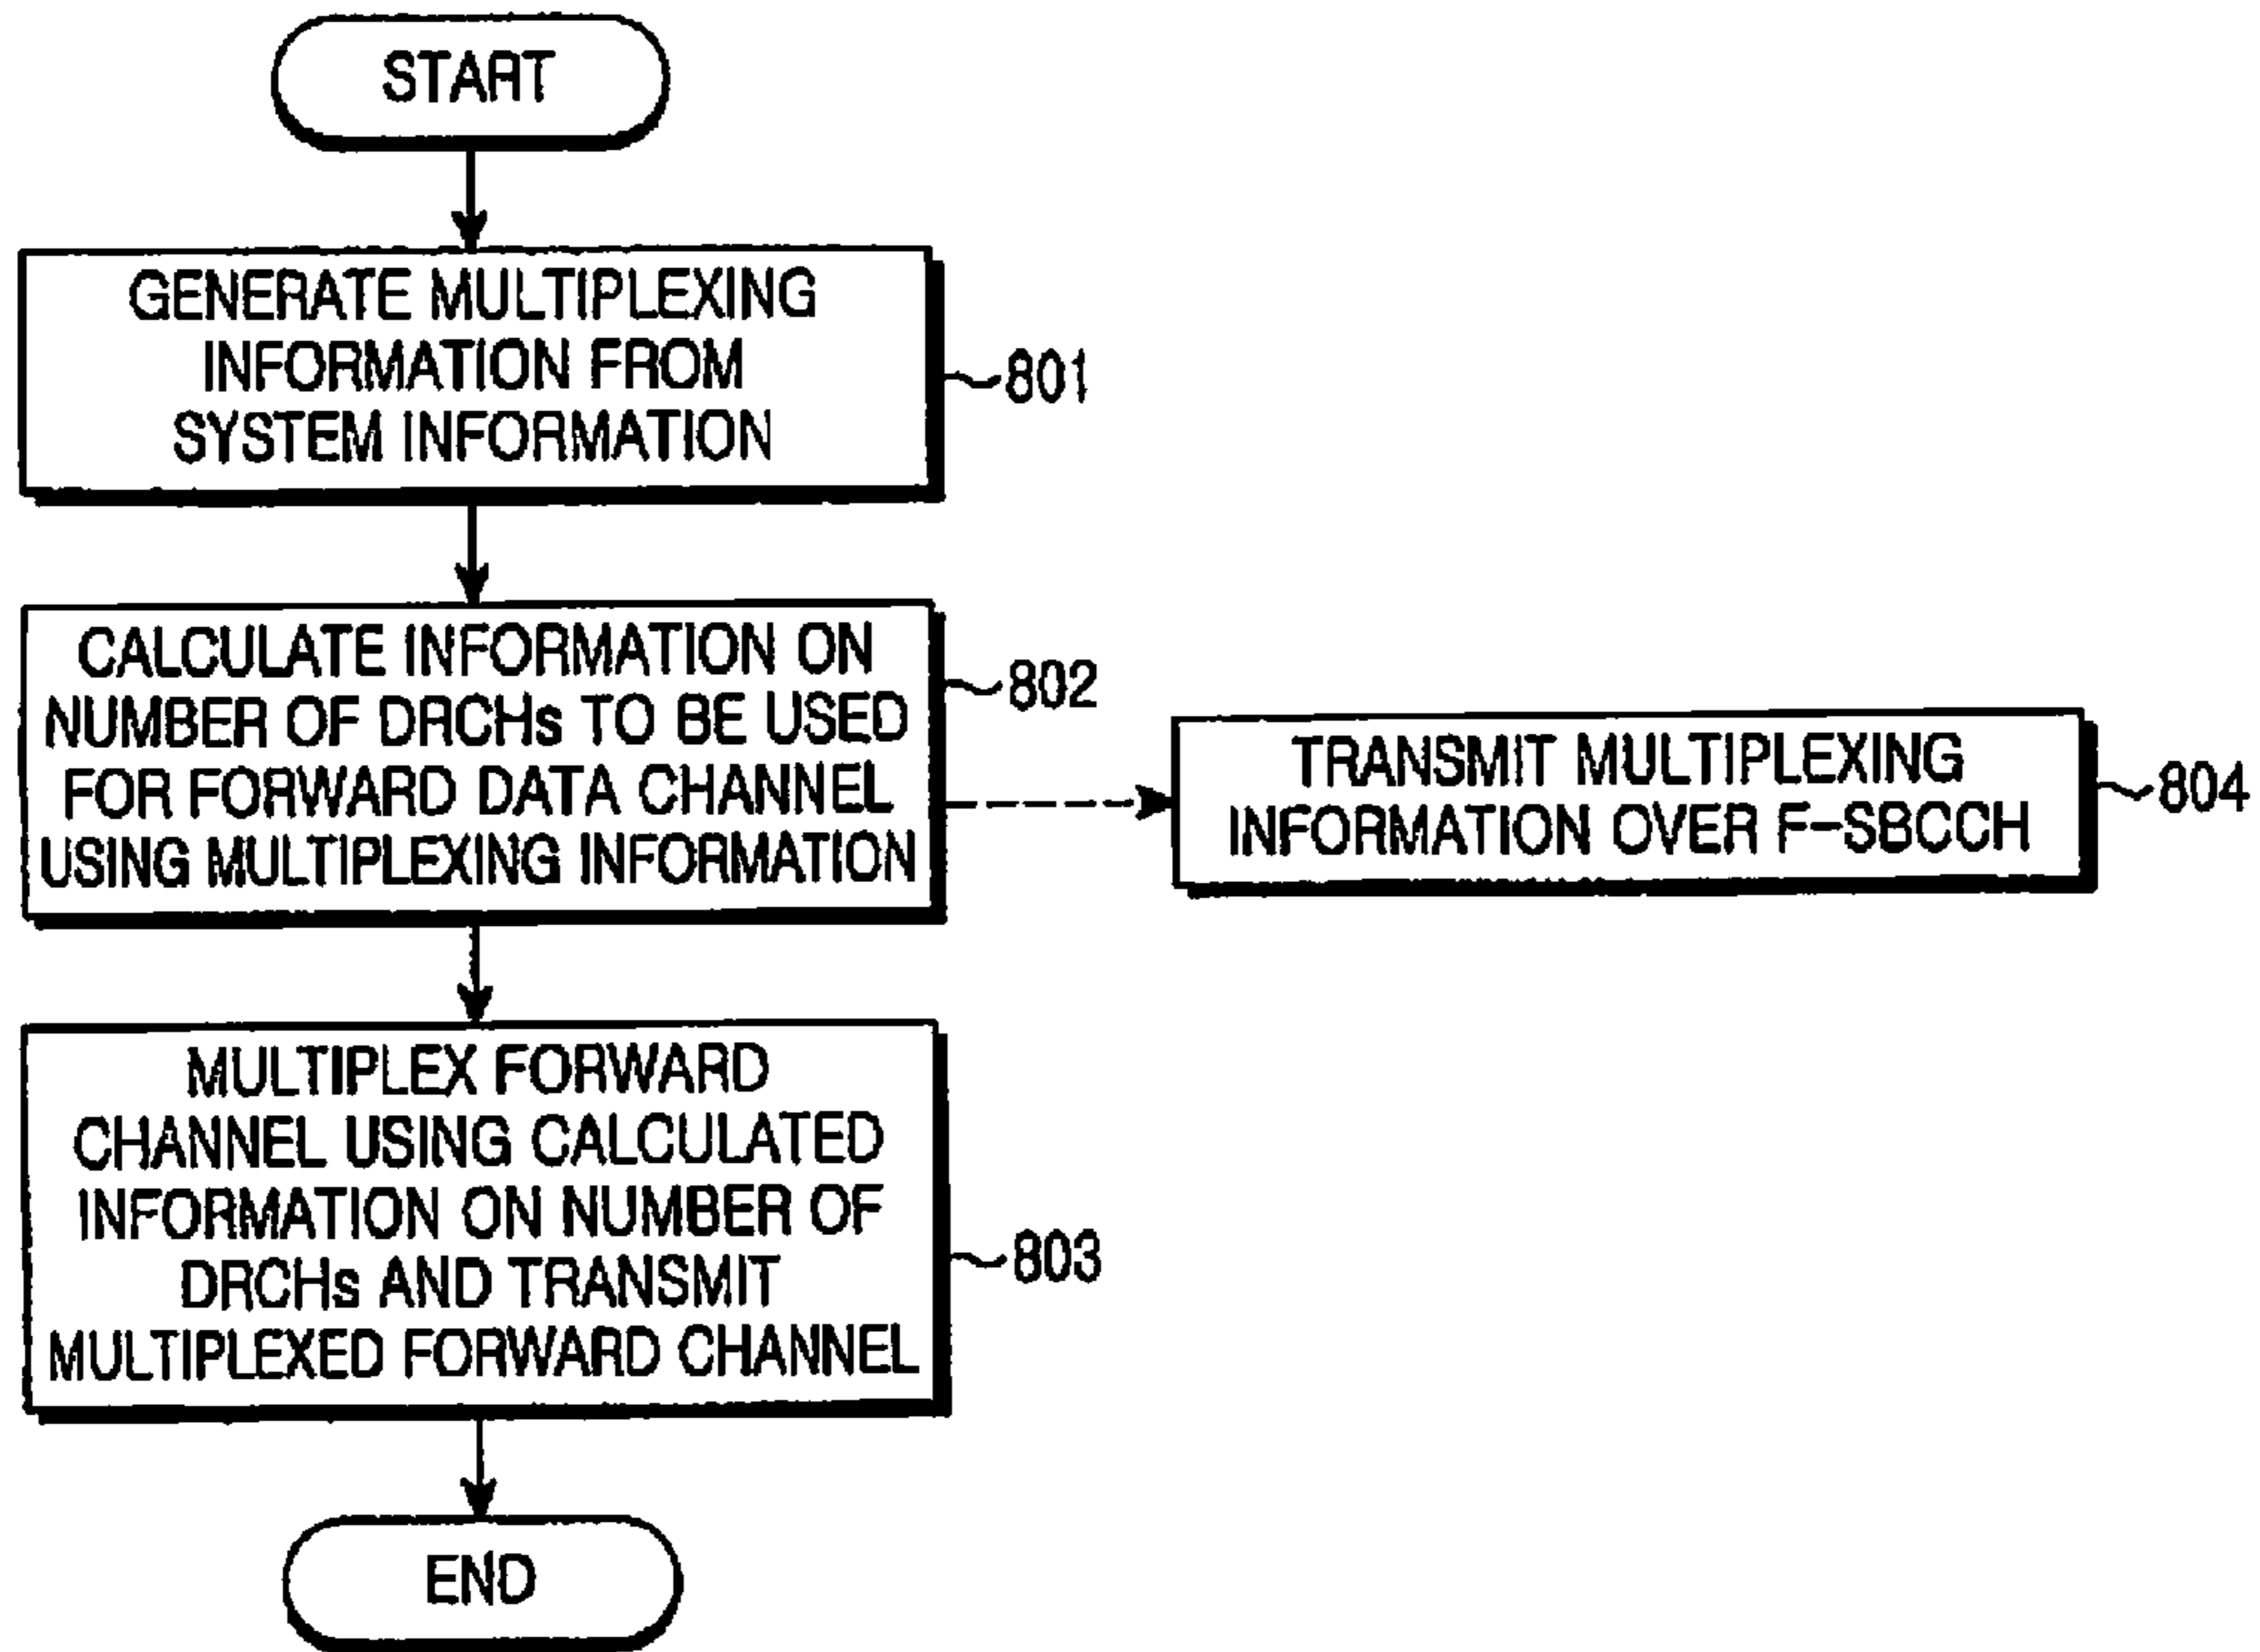 START
GENERATE MULTIPLEXING
INFORMATION FROM
SYSTEM INFORMATION
801
CALCULATE INFORMATION ON
NUMBER OF DRCHs TO BE USED
FOR FORWARD DATA CHANNEL
USING MULTIPLEXING INFORMATION
802
TRANSMIT MULTIPLEXING
INFORMATION OVER F-SBCCH
804
MULTIPLEX FORWARD
CHANNEL USING CALCULATED
INFORMATION ON NUMBER OF
DRCHs AND TRANSMIT
MULTIPLEXED FORWARD CHANNEL
803
END